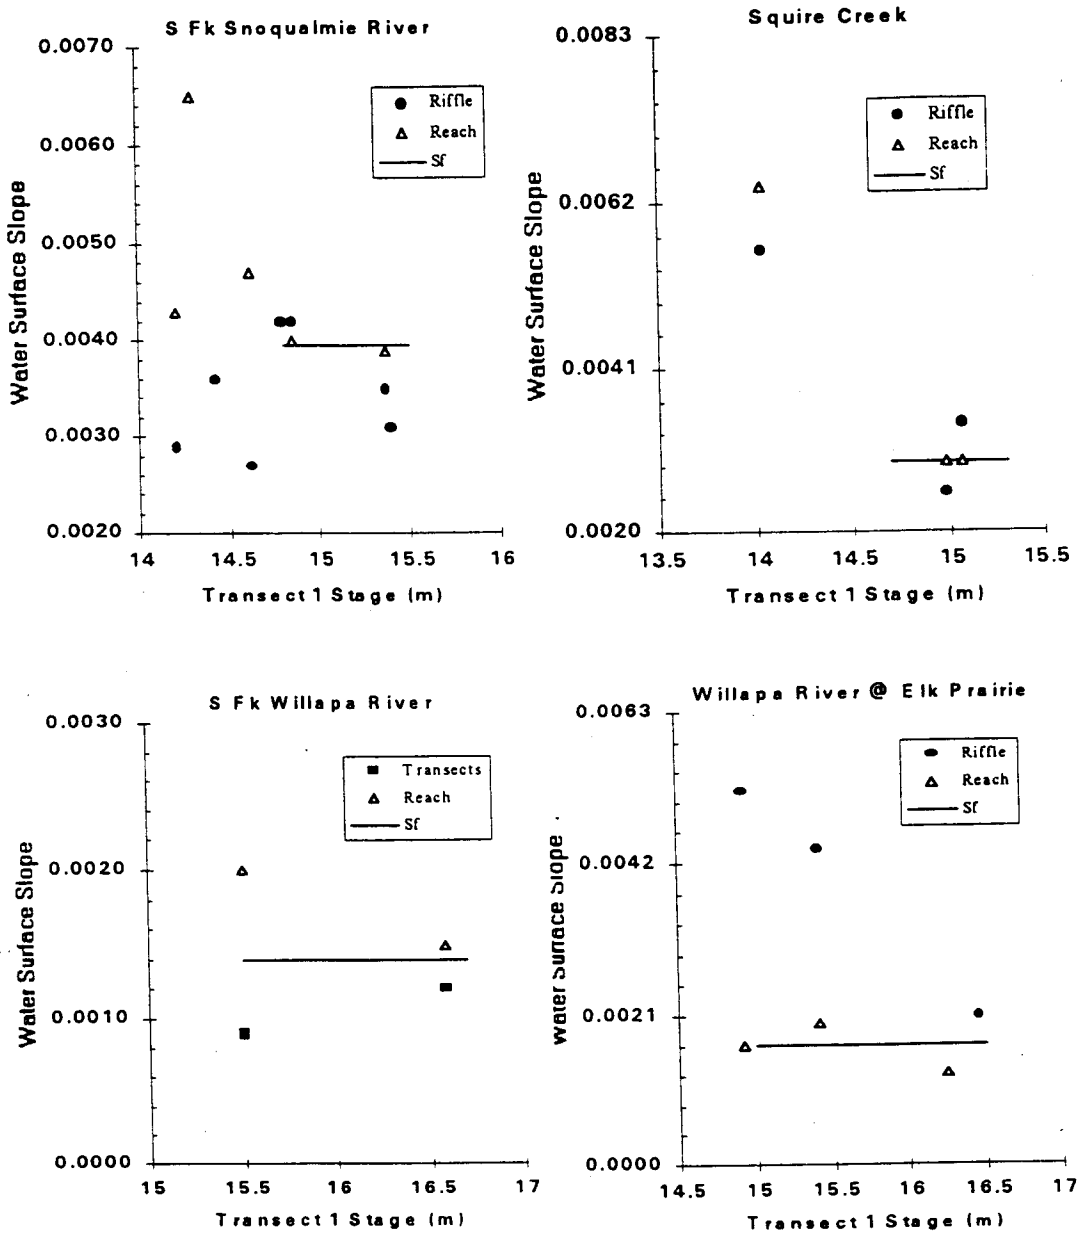 S Fk Snoqualmie River
0.0070
0.0060
0.0050
0.0040
0.0030
0.0020
Water Surface Slope
Riffle
Reach
Sf
14 14.5 15 15.5 16
Transect 1 Stage (m)
Squire Creek
0.0083
0.0062
0.0041
0.0020
Water Surface Slope
Riffle
Reach
Sf
13.5 14 14.5 15 15.5
Transect 1 Stage (m)
S Fk Willapa River
0.0030
0.0020
0.0010
0.0000
Water Surface Slope
Transects
Reach
Sf
15 15.5 16 16.5 17
Transect 1 Stage (m)
Willapa River @ Elk Prairie
0.0063
0.0042
0.0021
0.0000
Water Surface Slope
Riffle
Reach
Sf
14.5 15 15.5 16 16.5 17
Transect 1 Stage (m)